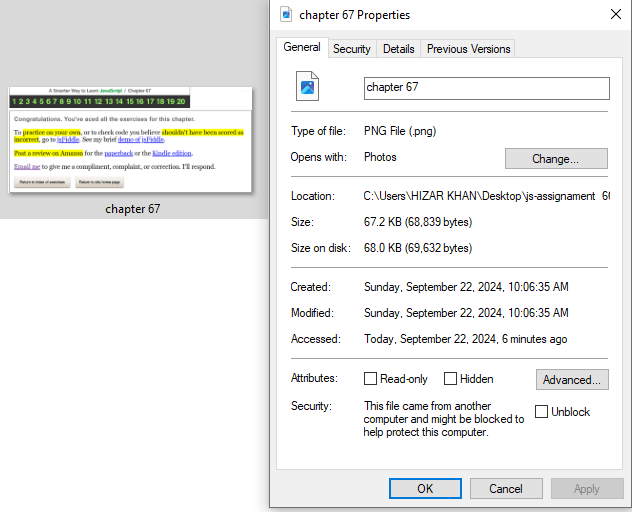 A Smarter Way to Learn JavaScript / Chapter 67
1 2 3 4 5 6 7 8 9 10 11 12 13 14 15 16 17 18 19 20
Congratulations. You've aced all the exercises for this chapter.
To practice on your own, or to check code you believe shouldn't have been scored as
incorrect, go to jsFiddle. See my brief demo of jsFiddle.
Post a review on Amazon for the paperback or the Kindle edition.
Email me to give me a compliment, complaint, or correction. I'll respond.
Return to index of exercises Return to site home page
chapter 67
chapter 67 Properties
General Security Details Previous Versions
chapter 67
Type of file: PNG File (.png)
Opens with: Photos Change...
Location: C:\Users\HIZAR KHAN\Desktop\js-assignament 6
Size: 67.2 KB (68,839 bytes)
Size on disk: 68.0 KB (69,632 bytes)
Created: Sunday, September 22, 2024, 10:06:35 AM
Modified: Sunday, September 22, 2024, 10:06:35 AM
Accessed: Today, September 22, 2024, 6 minutes ago
Attributes: Read-only Hidden Advanced...
Security: This file came from another
computer and might be blocked to
help protect this computer.
Unblock
OK Cancel Apply